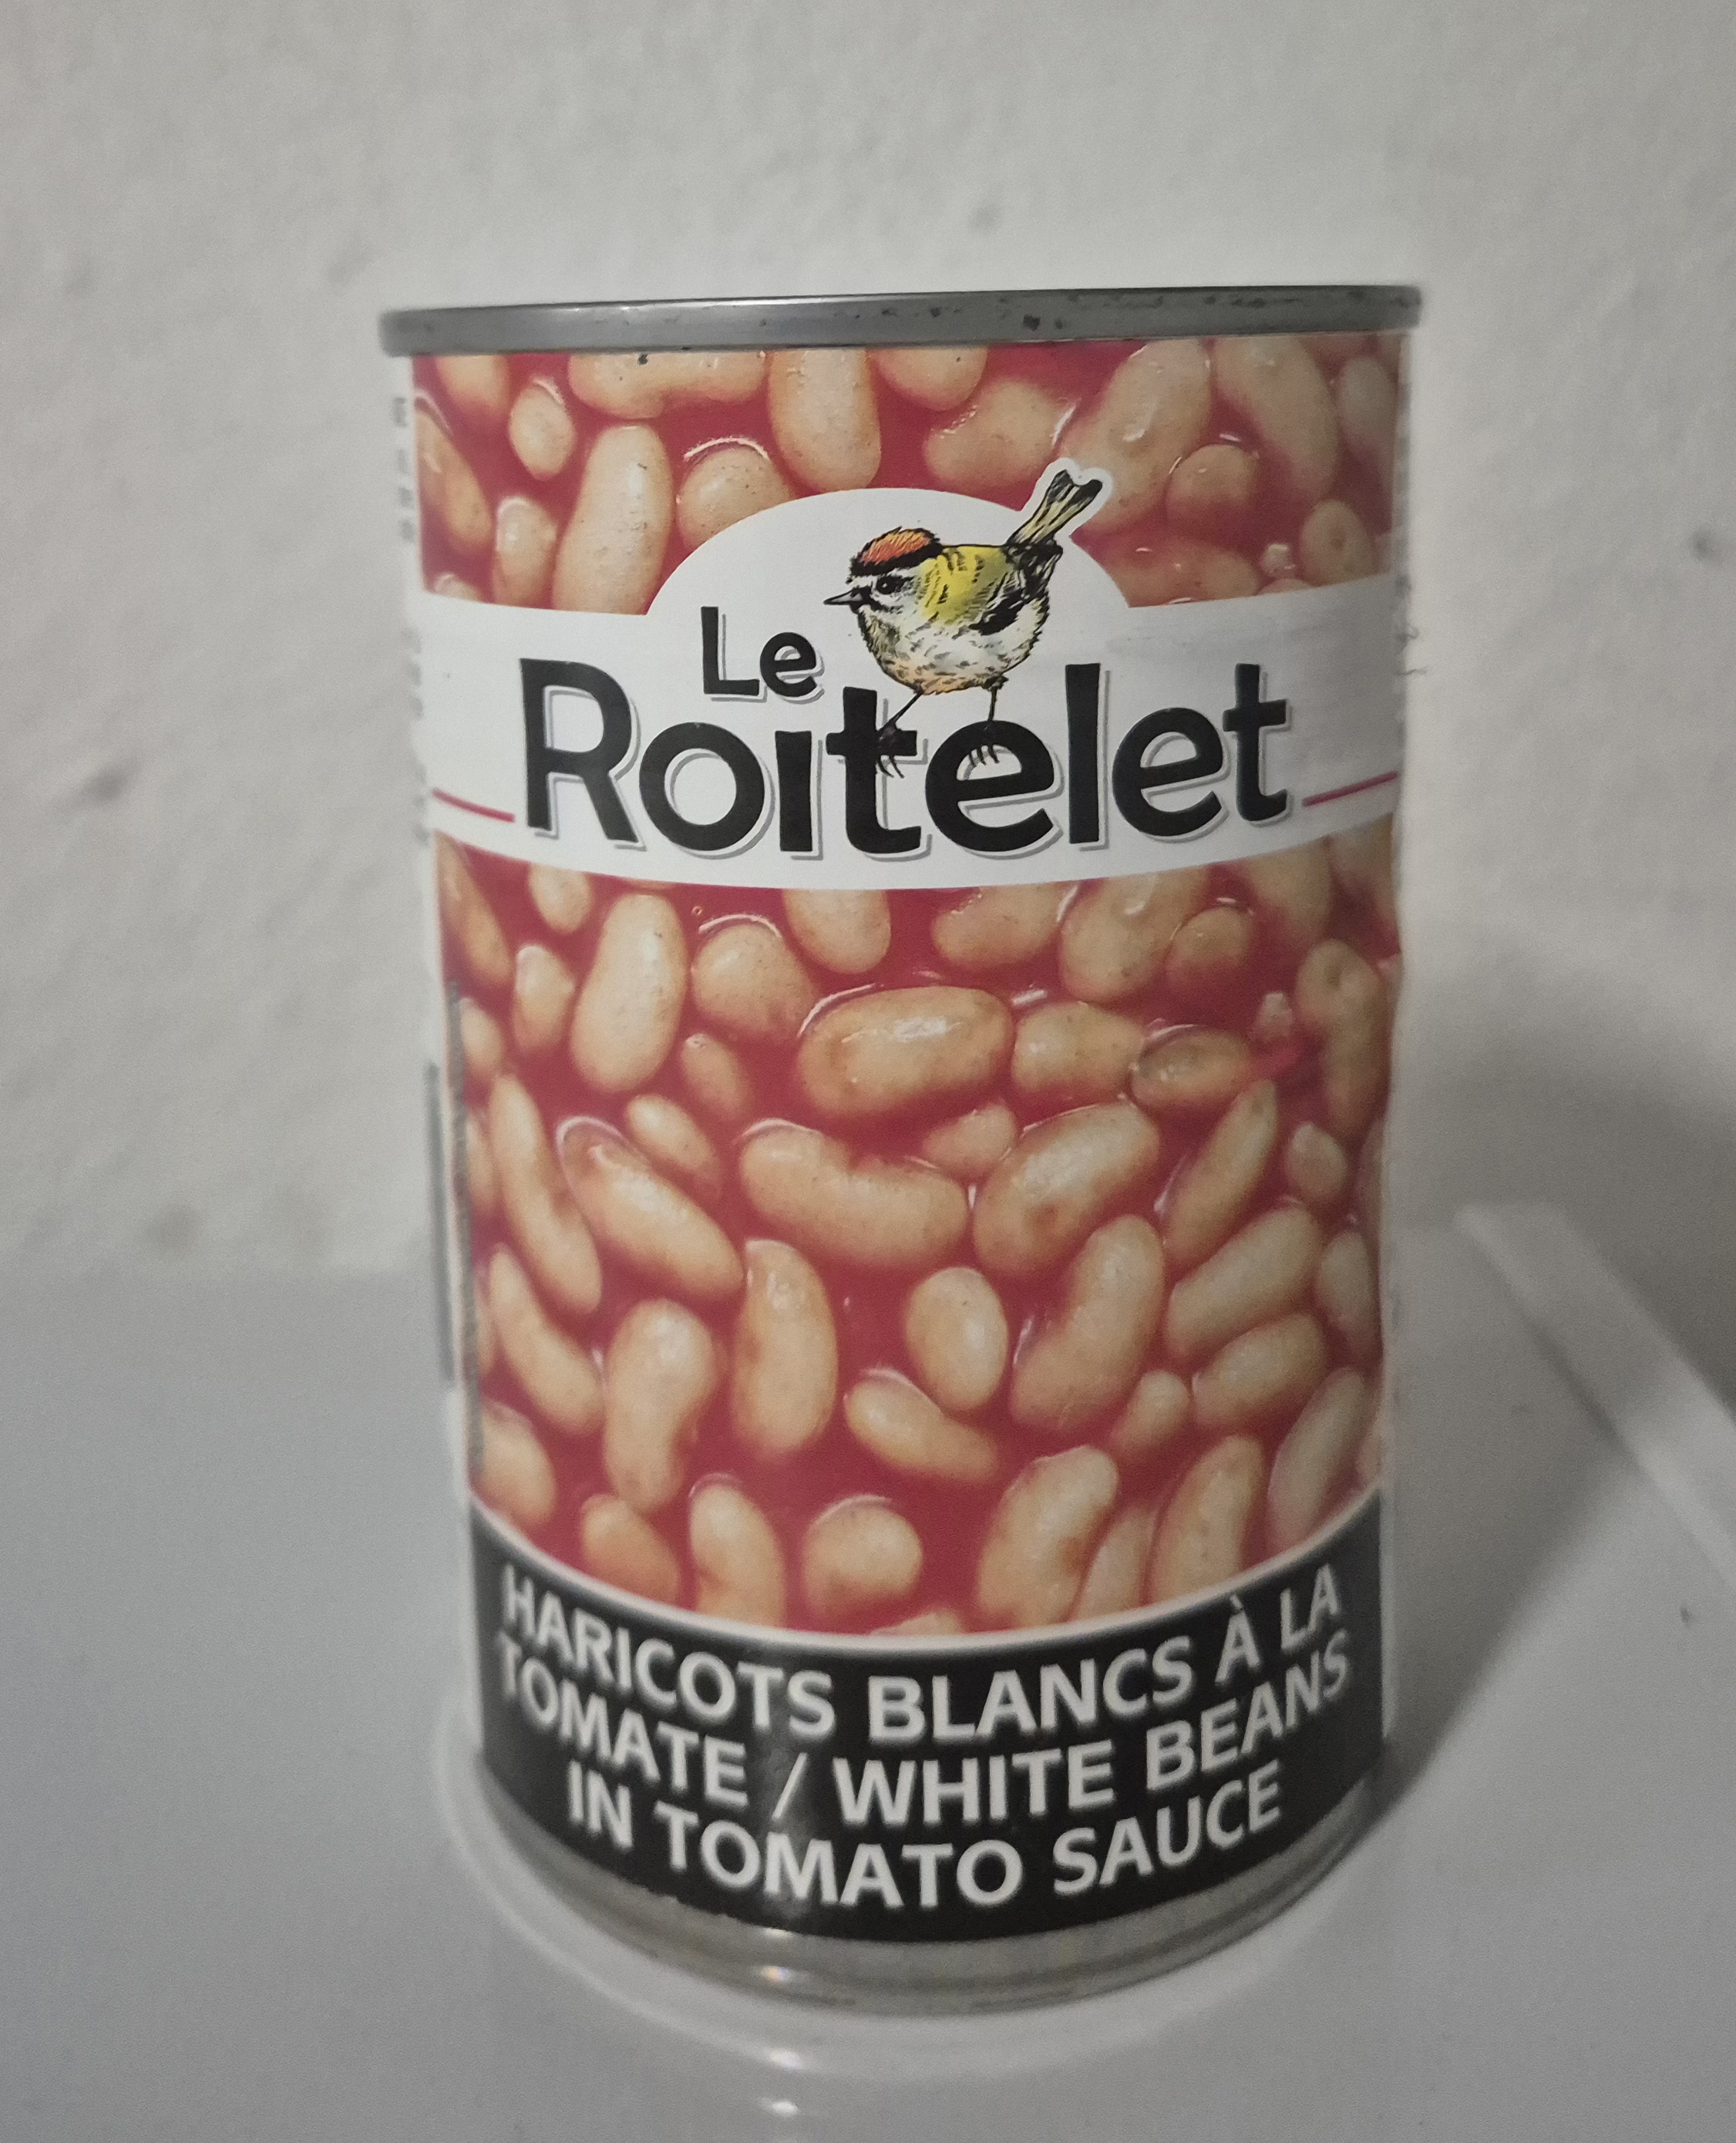 Le
Roitelet
HARICOTS BLANCS À LA
TOMATE / WHITE BEANS
IN TOMATO SAUCE